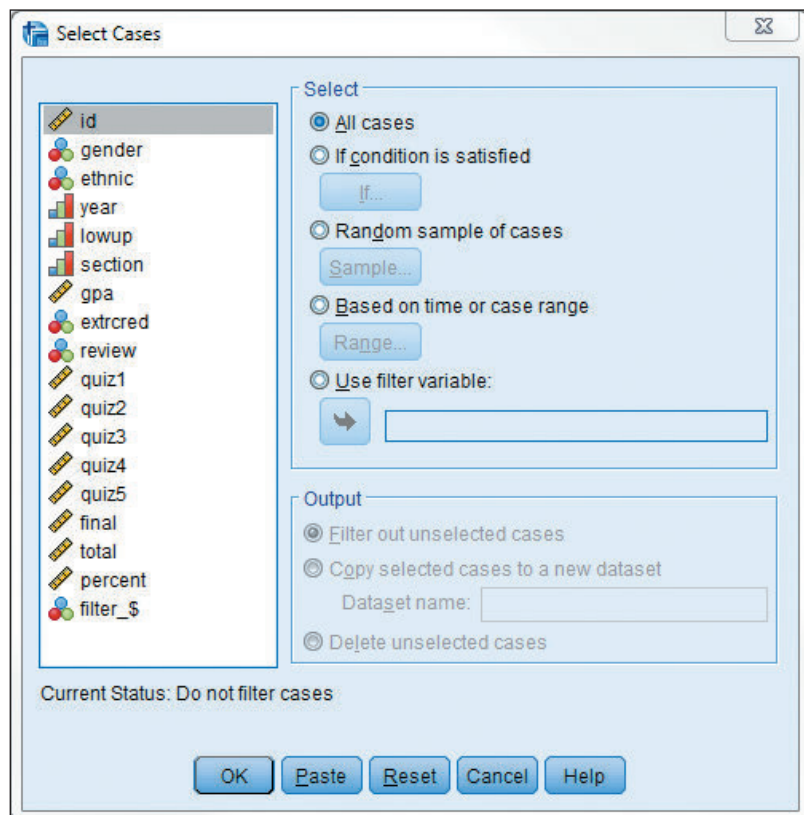 Select Cases
id
gender
ethnic
year
lowup
section
gpa
extrcred
review
quiz1
quiz2
quiz3
quiz4
quiz5
final
total
percent
filter_$
Select
All cases
If condition is satisfied
If...
Random sample of cases
Sample...
Based on time or case range
Range...
Use filter variable:
Output
Filter out unselected cases
Copy selected cases to a new dataset
Dataset name:
Delete unselected cases
Current Status: Do not filter cases
OK Paste Reset Cancel Help